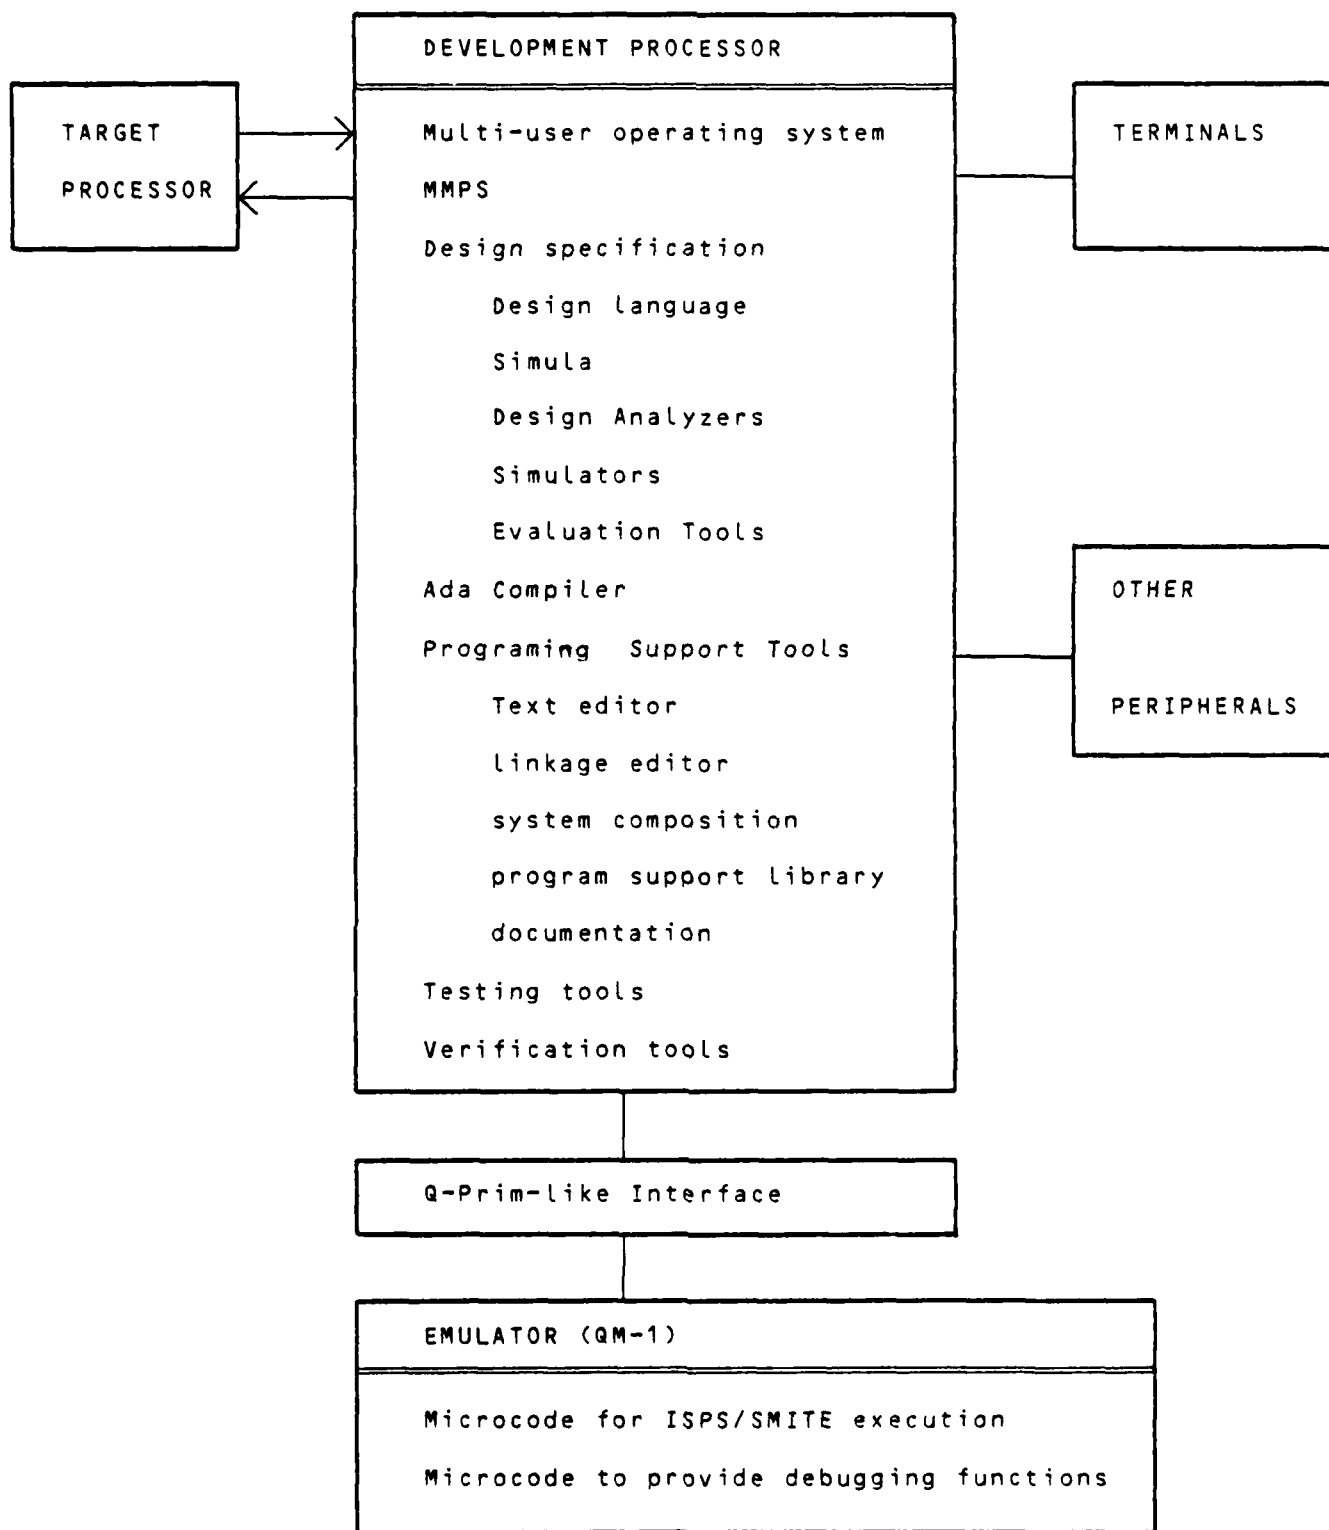 DEVELOPMENT PROCESSOR
TARGET
PROCESSOR
Multi-user operating system
MMPS
Design specification
Design language
Simula
Design Analyzers
Simulators
Evaluation Tools
Ada Compiler
Programing Support Tools
Text editor
linkage editor
system composition
program support library
documentation
Testing tools
Verification tools
TERMINALS
OTHER
PERIPHERALS
Q-Prim-like Interface
EMULATOR (QM-1)
Microcode for ISPS/SMITE execution
Microcode to provide debugging functions